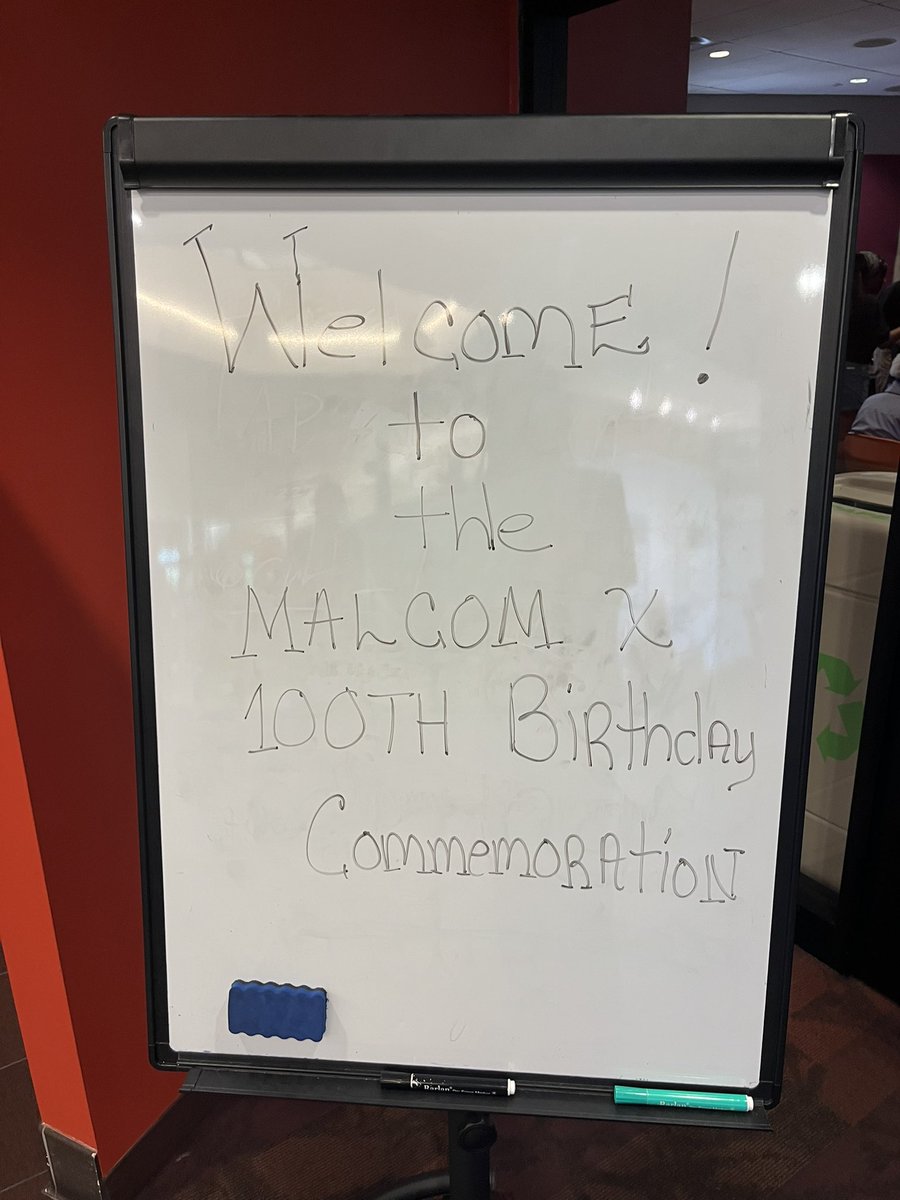 Welcome!
to
the
MALCOM X
100TH Birthday
Commemoration